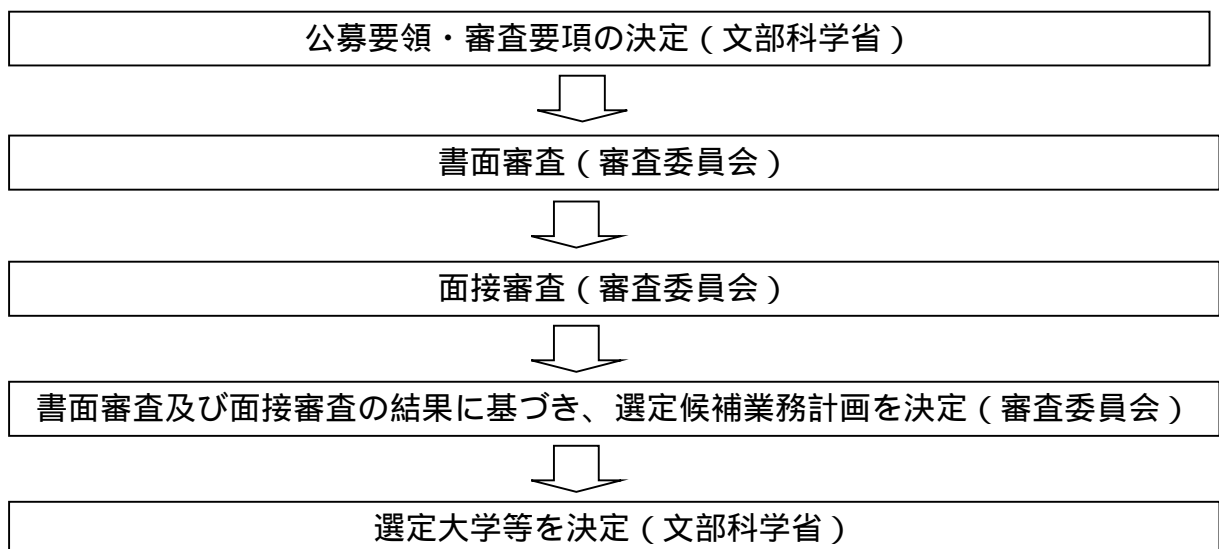 公募要領・審査要項の決定（文部科学省）
書面審査（審査委員会）
面接審査（審査委員会）
書面審査及び面接審査の結果に基づき、選定候補業務計画を決定（審査委員会）
選定大学等を決定（文部科学省）